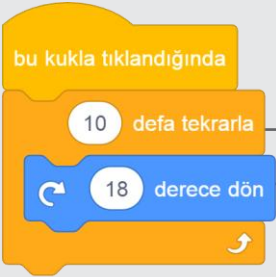 bu kukla tıklandığında
10 defa tekrarla
18 derece dön